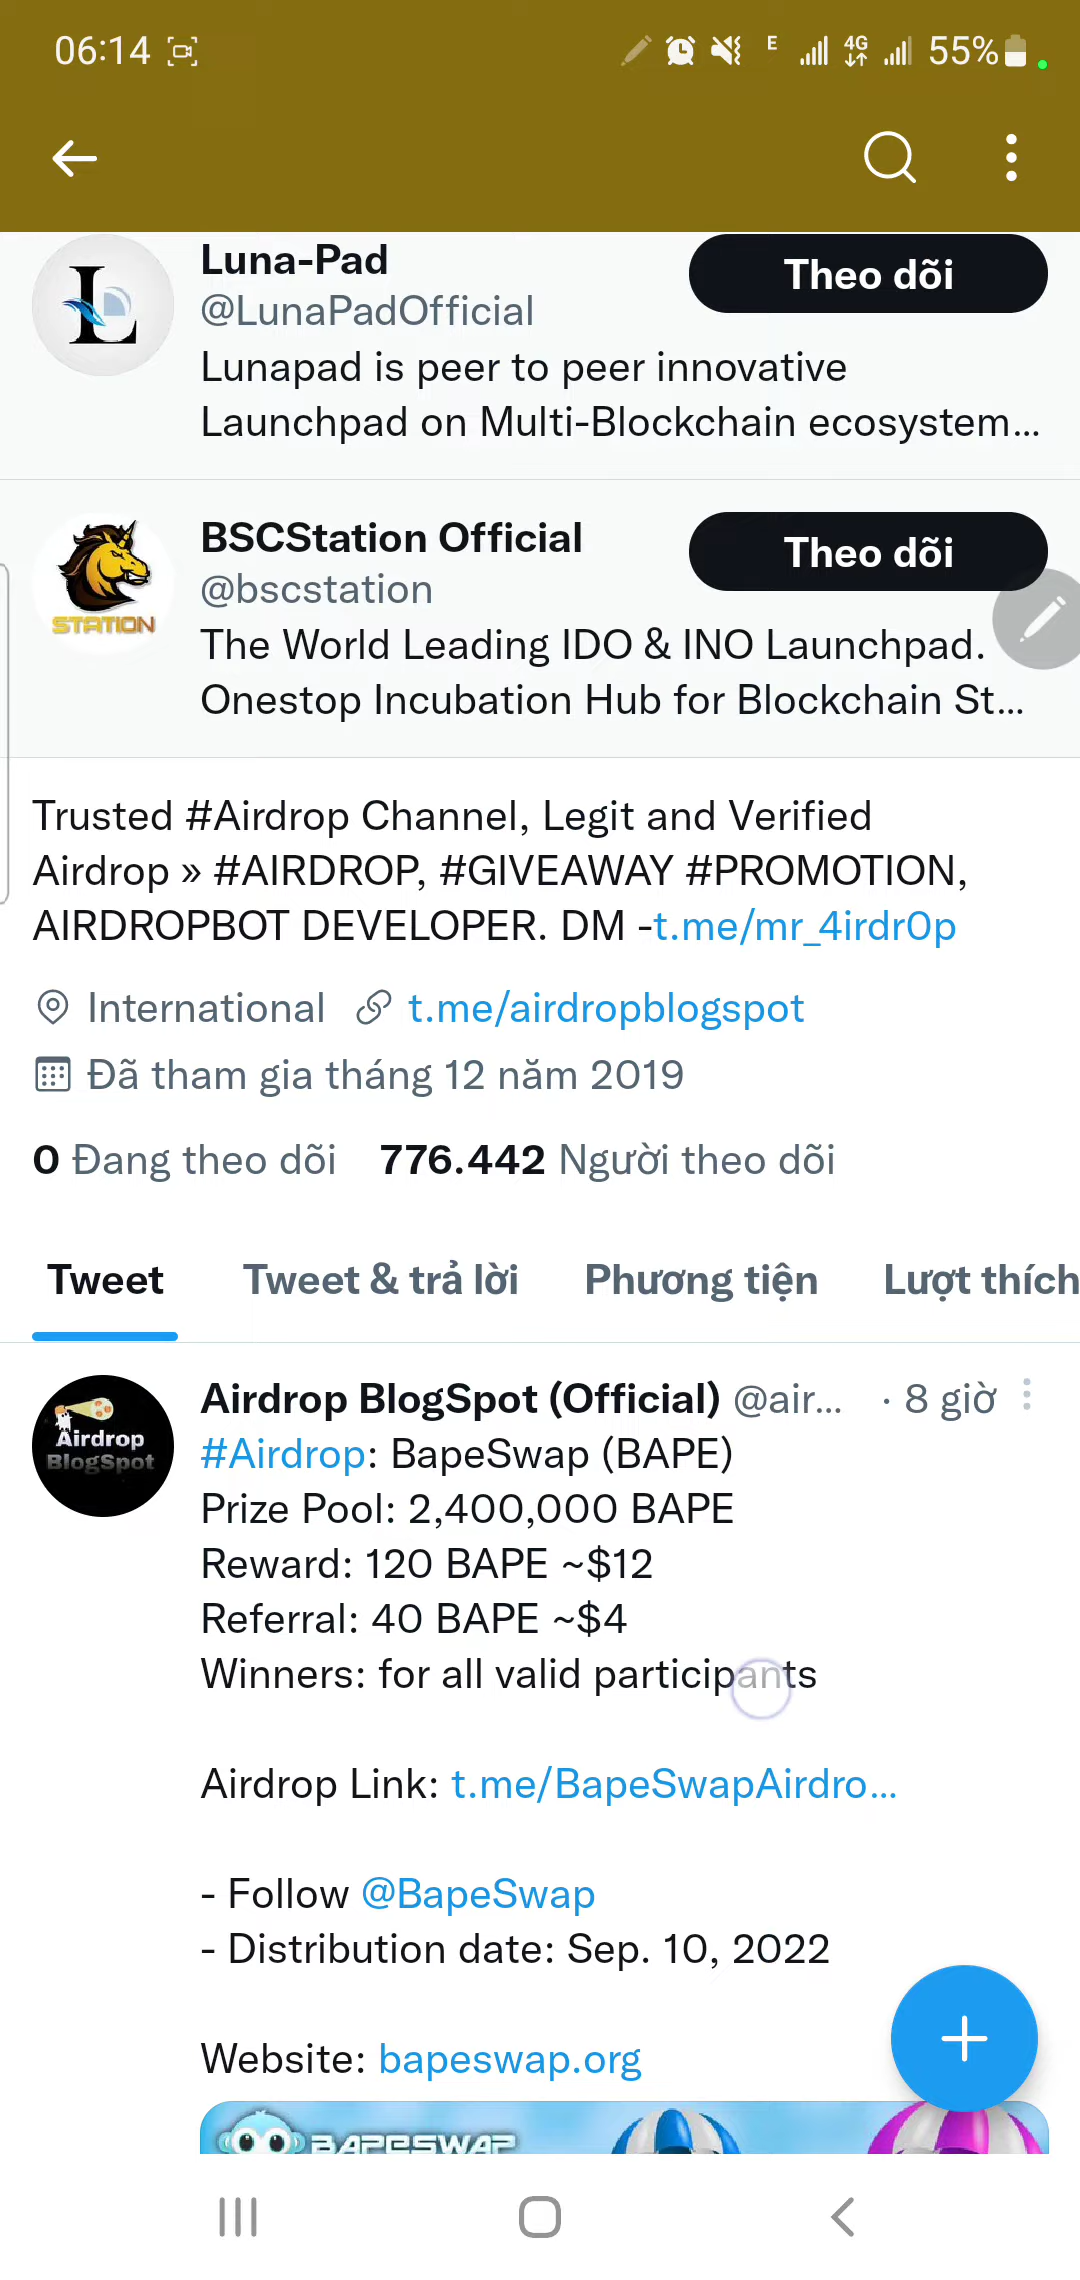 06:14
E 4G 55%
Luna-Pad
Theo dõi
@LunaPadOfficial
Lunapad is peer to peer innovative
Launchpad on Multi-Blockchain ecosystem...
BSCStation Official
Theo dõi
@bscstation
STATION
The World Leading IDO & INO Launchpad.
Onestop Incubation Hub for Blockchain St...
Trusted #Airdrop Channel, Legit and Verified
Airdrop » #AIRDROP, #GIVEAWAY #PROMOTION,
AIRDROPBOT DEVELOPER. DM -t.me/mr_4irdr0p
International t.me/airdropblogspot
Đã tham gia tháng 12 năm 2019
0 Đang theo dõi 776.442 Người theo dõi
Tweet Tweet & trả lời Phương tiện Lượt thích
Airdrop BlogSpot (Official) @air... · 8 giờ
Airdrop
BlogSpot
#Airdrop: BapeSwap (BAPE)
Prize Pool: 2,400,000 BAPE
Reward: 120 BAPE ~$12
Referral: 40 BAPE ~$4
Winners: for all valid participants
Airdrop Link: t.me/BapeSwapAirdro...
- Follow @BapeSwap
- Distribution date: Sep. 10, 2022
Website: bapeswap.org
BAPESWAP